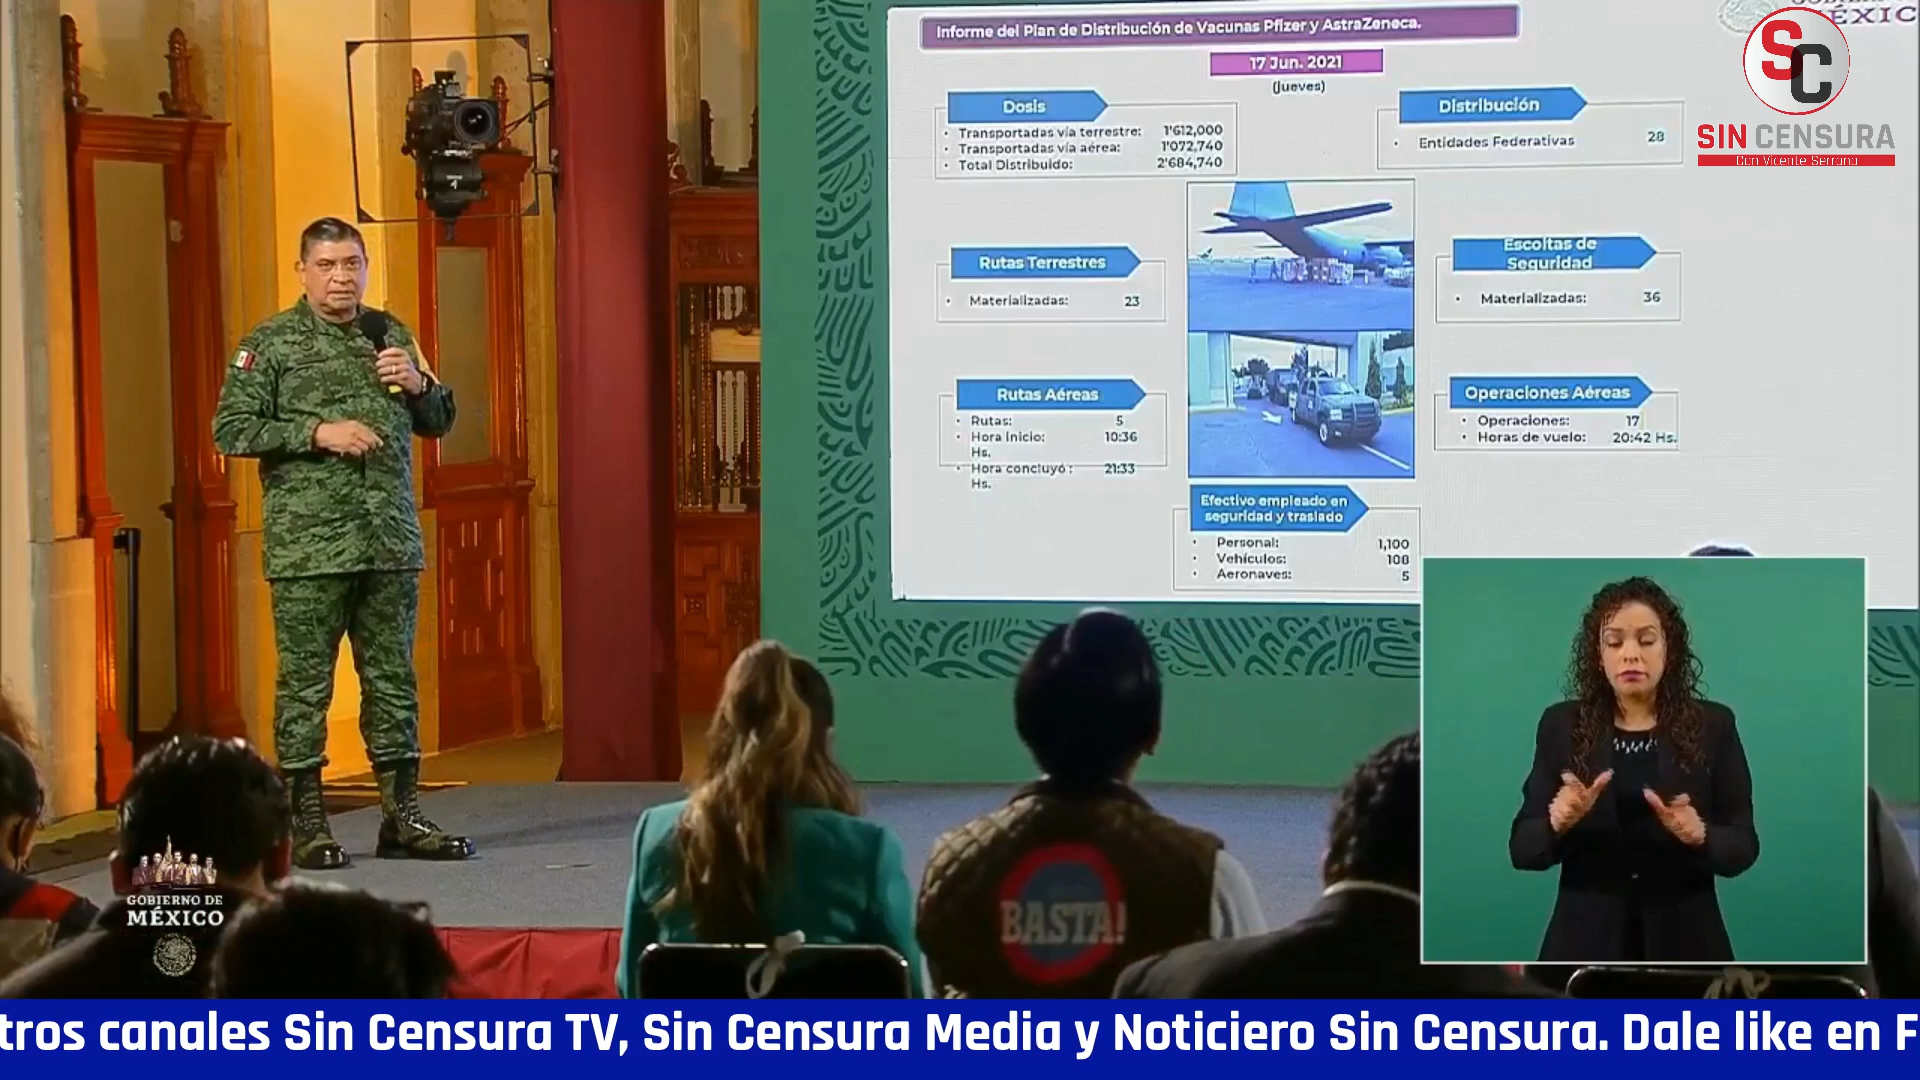 Informe del Plan de Distribución de Vacunas Pfizer y AstraZeneca.
MÉXIC
17 Jun. 2021
(Jueves)
SC
SIN CENSURA
Con Vicente Serrano
Dosis
• Transportadas vía terrestre: 1'612,000
• Transportadas vía aérea: 1'072,740
• Total Distribuido: 2'684,740
Distribución
• Entidades Federativas 28
Rutas Terrestres
• Materializadas: 23
Escoltas de
Seguridad
• Materializadas: 36
Rutas Aéreas
• Rutas: 5
• Hora Inicio: 10:36
Hs.
• Hora concluyó : 21:33
Hs.
Operaciones Aéreas
• Operaciones: 17
• Horas de vuelo: 20:42 Hs.
Efectivo empleado en
seguridad y traslado
• Personal: 1,100
• Vehículos: 108
• Aeronaves: 5
BASTA!
GOBIERNO DE
MÉXICO
tros canales Sin Censura TV, Sin Censura Media y Noticiero Sin Censura. Dale like en F